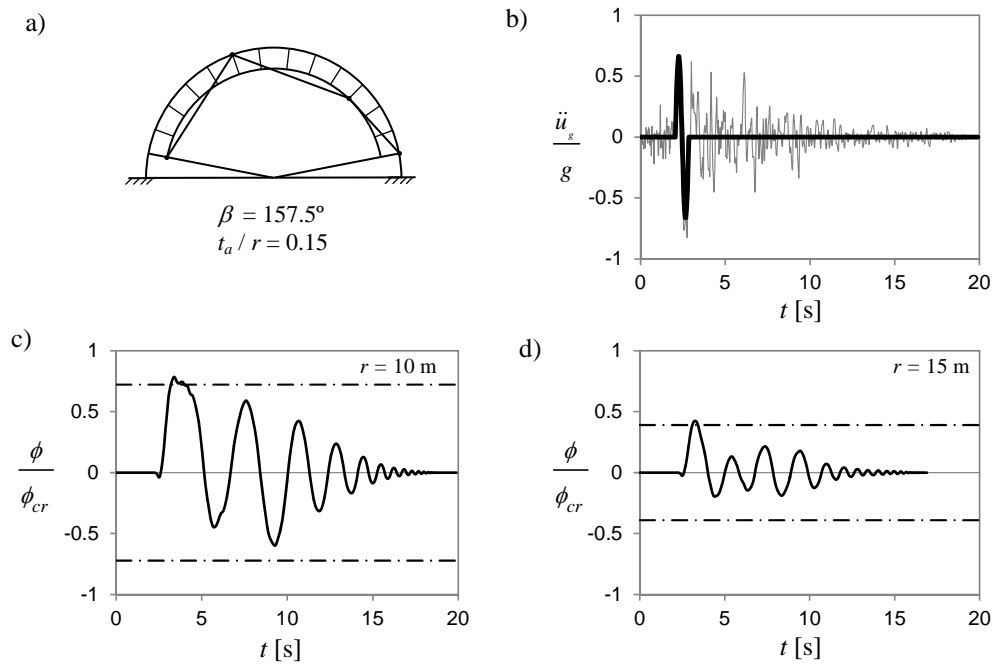 a)
β = 157.5º
t_a / r = 0.15
b)
ü_g
g
1
0.5
0
-0.5
-1
0 5 10 15 20
t [s]
c)
r = 10 m
ϕ
ϕ_cr
1
0.5
0
-0.5
-1
0 5 10 15 20
t [s]
d)
r = 15 m
ϕ
ϕ_cr
1
0.5
0
-0.5
-1
0 5 10 15 20
t [s]